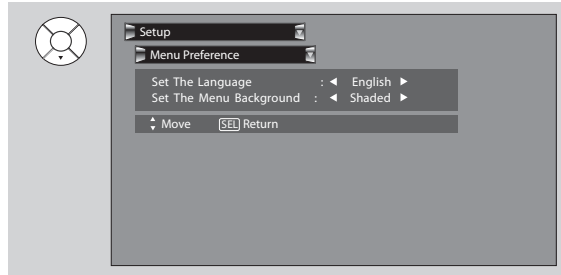 Setup
Menu Preference
Set The Language : ◄ English ►
Set The Menu Background : ◄ Shaded ►
Move SEL Return